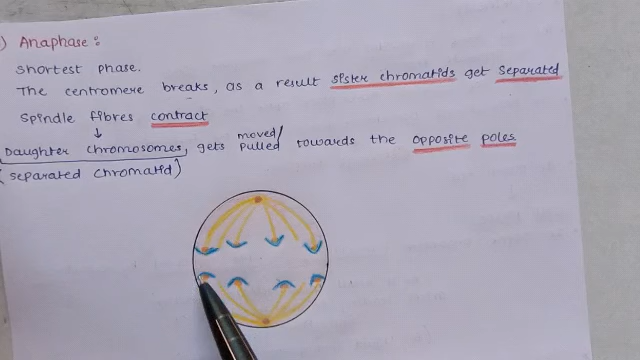 ) Anaphase :
Shortest phase.
The centromere breaks, as a result sister chromatids get separated
Spindle fibres contract
Daughter chromosomes, gets moved/pulled towards the opposite poles
(separated chromatid)